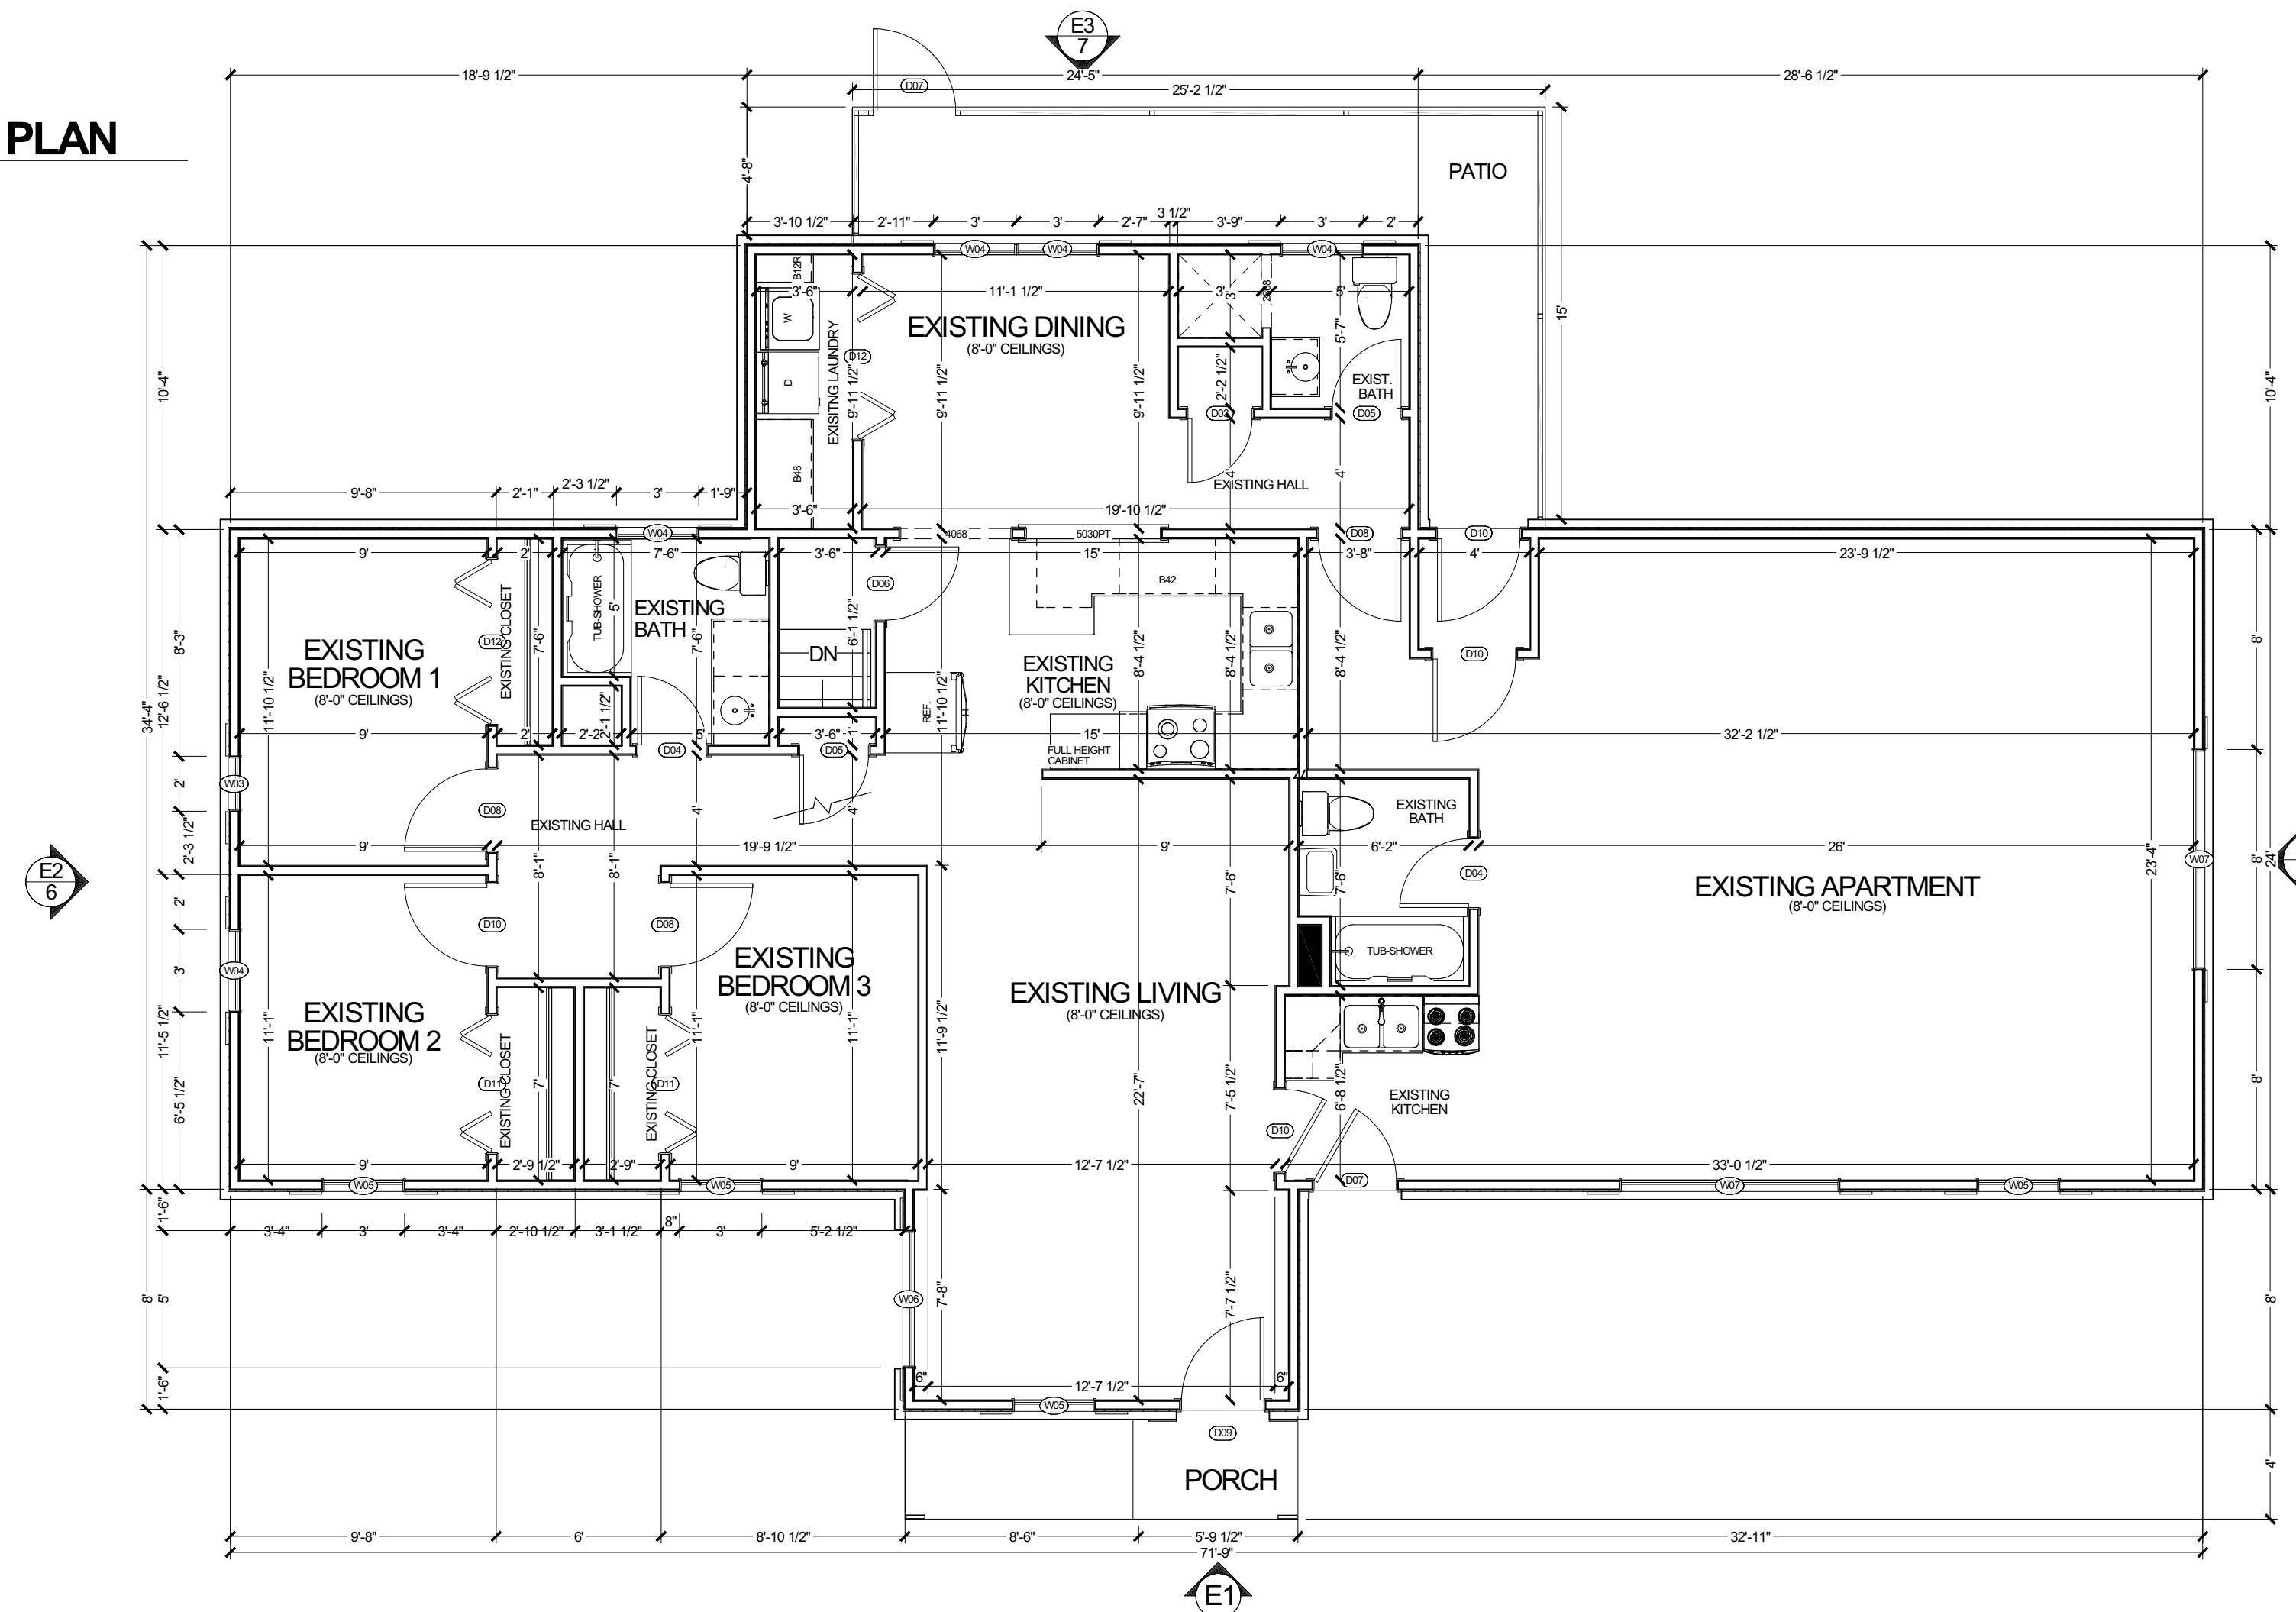 E3
7
18'-9 1/2"
24'-5"
28'-6 1/2"
D07
25'-2 1/2"
PLAN
4'-8"
PATIO
3'-10 1/2"
2'-11"
3'
3'
2'-7"
3 1/2"
3'-9"
3'
2'
W04
W04
W04
B12R
3'-6"
11'-1 1/2"
3'
3'
2868
5'
15'
W
EXISITNG LAUNDRY
EXISTING DINING
(8'-0" CEILINGS)
5'-7"
D12
D
10'-4"
9'-11 1/2"
9'-11 1/2"
9'-11 1/2"
2'-2 1/2"
EXIST.
BATH
10'-4"
D03
D05
B48
4'
4'
EXISTING HALL
9'-8"
2'-1"
2'-3 1/2"
3'
1'-9"
3'-6"
19'-10 1/2"
W04
4068
5030PT
D08
D10
9'
2'
7'-6"
3'-6"
15'
3'-8"
4'
23'-9 1/2"
D06
B42
TUB-SHOWER
5'
EXISTING
BATH
6'-1 1/2"
8'-3"
D12
EXISTING CLOSET
7'-6"
7'-6"
EXISTING
BEDROOM 1
(8'-0" CEILINGS)
DN
EXISTING
KITCHEN
(8'-0" CEILINGS)
8'-4 1/2"
8'-4 1/2"
8'-4 1/2"
D10
8'
34'-4"
12'-6 1/2"
11'-10 1/2"
2'-1 1/2"
REF.
11'-10 1/2"
9'
2'
2'-2"
5'
3'-6"
1'
15'
32'-2 1/2"
D04
D05
FULL HEIGHT
CABINET
W03
2'
D08
4'
4'
EXISTING HALL
EXISTING
BATH
2'-3 1/2"
9'
19'-9 1/2"
9'
6'-2"
26'
8'
24'
W07
23'-4"
E2
6
8'-1"
8'-1"
7'-6"
7'-6"
D04
EXISTING APARTMENT
(8'-0" CEILINGS)
2'
D10
D08
W04
3'
EXISTING
BEDROOM 3
(8'-0" CEILINGS)
TUB-SHOWER
EXISTING LIVING
(8'-0" CEILINGS)
EXISTING
BEDROOM 2
(8'-0" CEILINGS)
11'-5 1/2"
11'-1"
11'-1"
11'-1"
11'-9 1/2"
6'-5 1/2"
D11
EXISTING CLOSET
7'
7'
EXISTING CLOSET
D11
22'-7"
7'-5 1/2"
6'-8 1/2"
EXISTING
KITCHEN
8'
D10
9'
2'-9 1/2"
2'-9"
9'
12'-7 1/2"
33'-0 1/2"
W05
W05
D07
W07
W05
1'-6"
3'-4"
3'
3'-4"
2'-10 1/2"
3'-1 1/2"
8"
3'
5'-2 1/2"
8'
5'
W06
7'-8"
7'-7 1/2"
8'
1'-6"
6"
12'-7 1/2"
6"
W05
D09
PORCH
4'
9'-8"
6'
8'-10 1/2"
8'-6"
5'-9 1/2"
32'-11"
71'-9"
E1